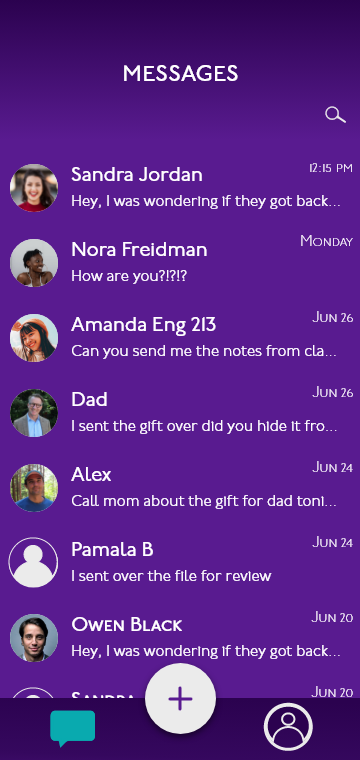 MESSAGES
Sandra Jordan
12:15 PM
Hey, I was wondering if they got back...
Nora Freidman
Monday
How are you?!?!?
Amanda Eng 213
Jun 26
Can you send me the notes from cla...
Dad
Jun 26
I sent the gift over did you hide it fro...
Alex
Jun 24
Call mom about the gift for dad toni...
Pamala B
Jun 24
I sent over the file for review
Owen Black
Jun 20
Hey, I was wondering if they got back...
Sandra
Jun 20